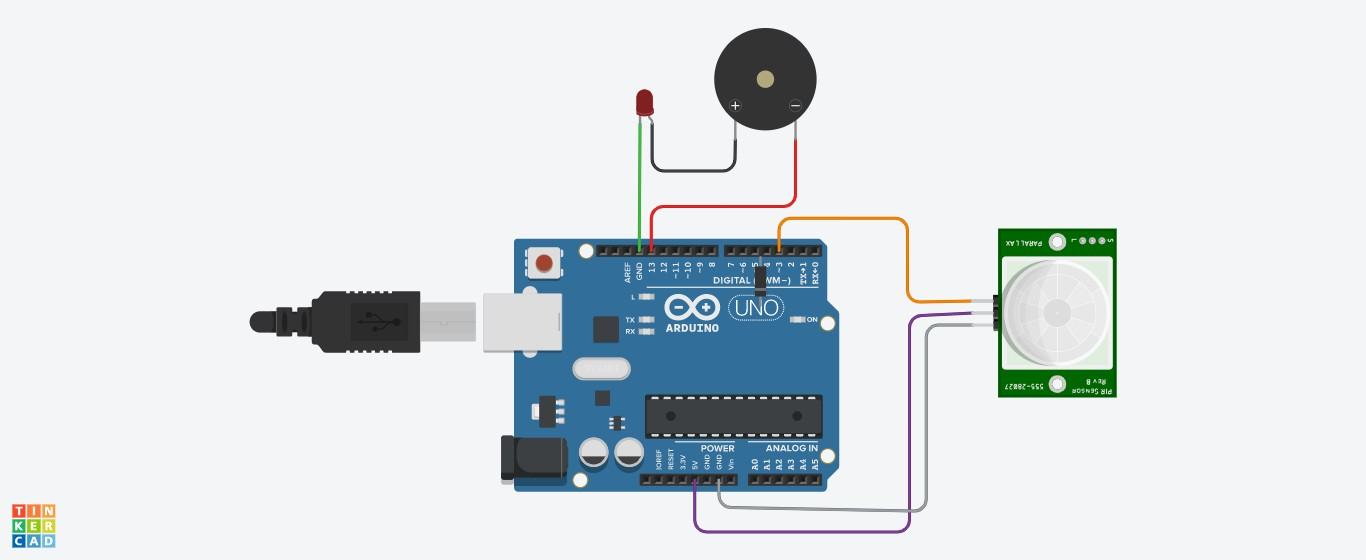 +
−
PARALLAX
L
S
AREF
GND
13
12
~11
~10
~9
8
7
~6
5
4
~3
2
TX→1
RX←0
DIGITAL (PWM~)
L
TX
RX
ARDUINO
UNO
ON
555-28027
REV B
PIR SENSOR
POWER
ANALOG IN
IOREF
RESET
3.3V
5V
GND
GND
Vin
A0
A1
A2
A3
A4
A5
TIN
KER
CAD